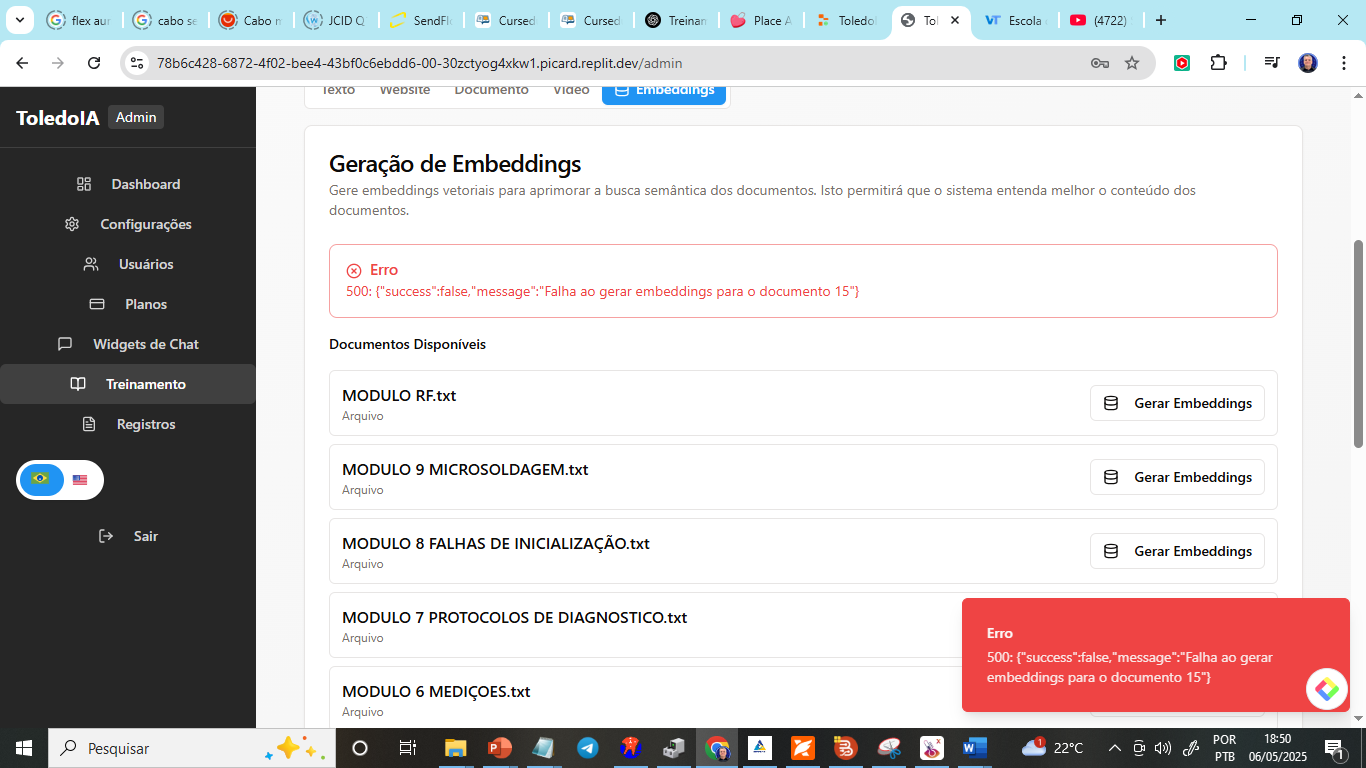 flex aur
cabo se
Cabo m
JCID Q
SendFl
Cursed
Cursed
Treinam
Place A
Toledol
Tol
Escola
(4722)
78b6c428-6872-4f02-bee4-43bf0c6ebdd6-00-30zctyog4xkw1.picard.replit.dev/admin
ToledoIA Admin
Dashboard
Configurações
Usuários
Planos
Widgets de Chat
Treinamento
Registros
Sair
Texto Website Documento Vídeo Embeddings
Geração de Embeddings
Gere embeddings vetoriais para aprimorar a busca semântica dos documentos. Isto permitirá que o sistema entenda melhor o conteúdo dos
documentos.
Erro
500: {"success":false,"message":"Falha ao gerar embeddings para o documento 15"}
Documentos Disponíveis
MODULO RF.txt
Arquivo
Gerar Embeddings
MODULO 9 MICROSOLDAGEM.txt
Arquivo
Gerar Embeddings
MODULO 8 FALHAS DE INICIALIZAÇÃO.txt
Arquivo
Gerar Embeddings
MODULO 7 PROTOCOLOS DE DIAGNOSTICO.txt
Arquivo
MODULO 6 MEDIÇOES.txt
Arquivo
Erro
500: {"success":false,"message":"Falha ao gerar
embeddings para o documento 15"}
Pesquisar
22°C
POR
PTB
18:50
06/05/2025